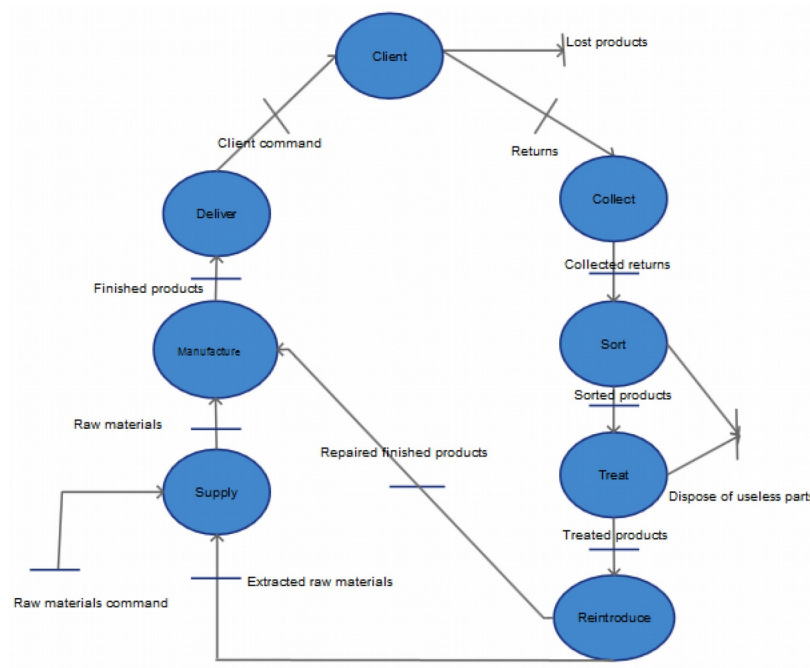 Client
Lost products
Client command
Returns
Deliver
Collect
Collected returns
Finished products
Manufacture
Sort
Sorted products
Raw materials
Repaired finished products
Supply
Treat
Dispose of useless parts
Treated products
Extracted raw materials
Raw materials command
Reintroduce